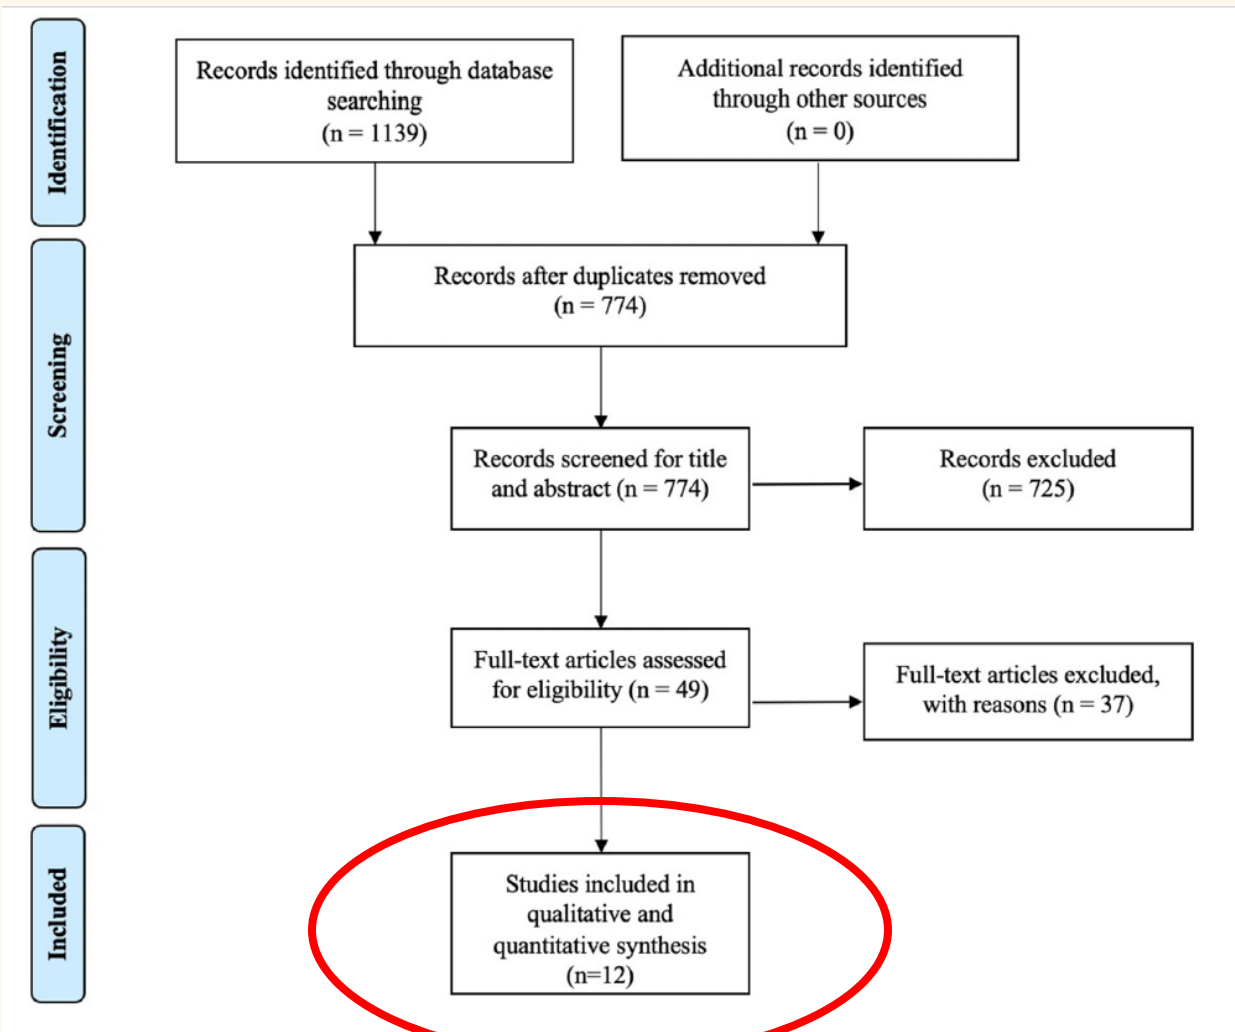 Identification
Records identified through database
searching
(n = 1139)
Additional records identified
through other sources
(n = 0)
Screening
Records after duplicates removed
(n = 774)
Records screened for title
and abstract (n = 774)
Records excluded
(n = 725)
Eligibility
Full-text articles assessed
for eligibility (n = 49)
Full-text articles excluded,
with reasons (n = 37)
Included
Studies included in
qualitative and
quantitative synthesis
(n=12)